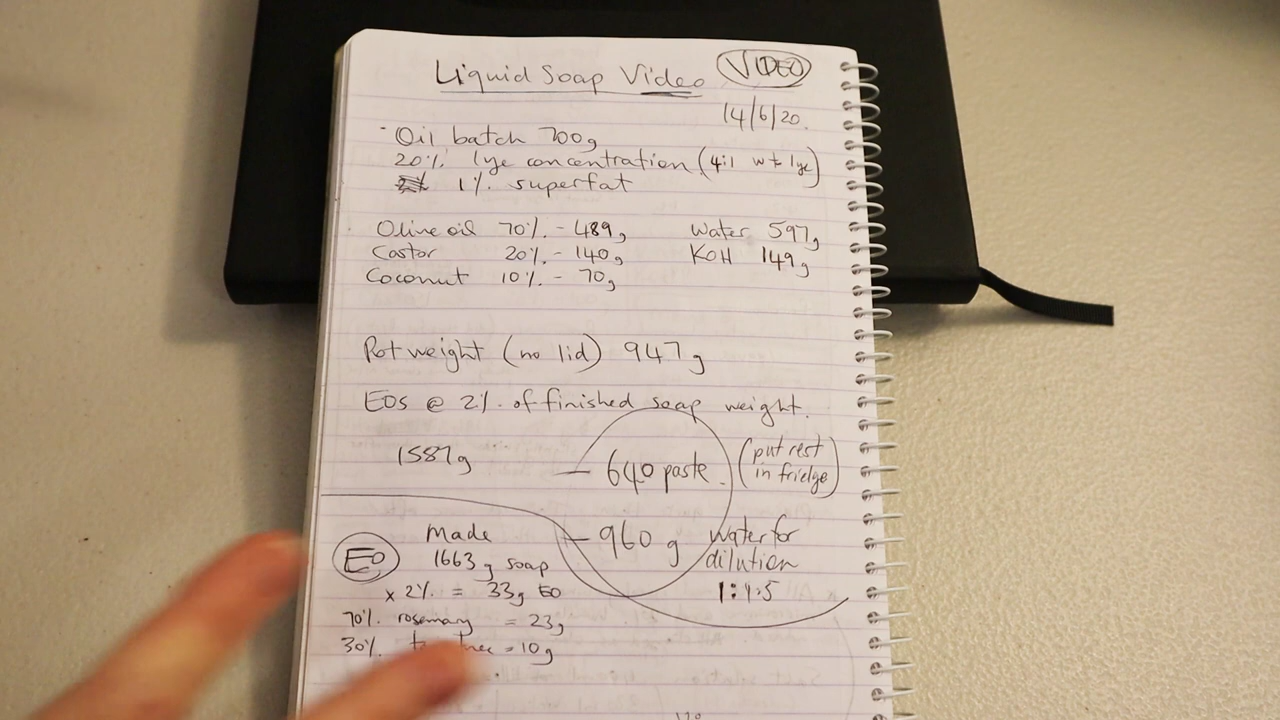 Liquid Soap Video
VIDEO
14/6/20.
Oil batch 700g
20% lye concentration (4:1 w to lye)
1% superfat
Olive oil 70% - 489g
Water 597g
Castor 20% - 140g
KOH 149g
Coconut 10% - 70g
Pot weight (no lid) 947g
EOs @ 2% of finished soap weight.
1587g
— 640 paste. (put rest in fridge)
— 960g water for dilution
1:1.5
EO
Made
1663g soap
x 2% = 33g EO
70% rosemary = 23g
30% = 10g